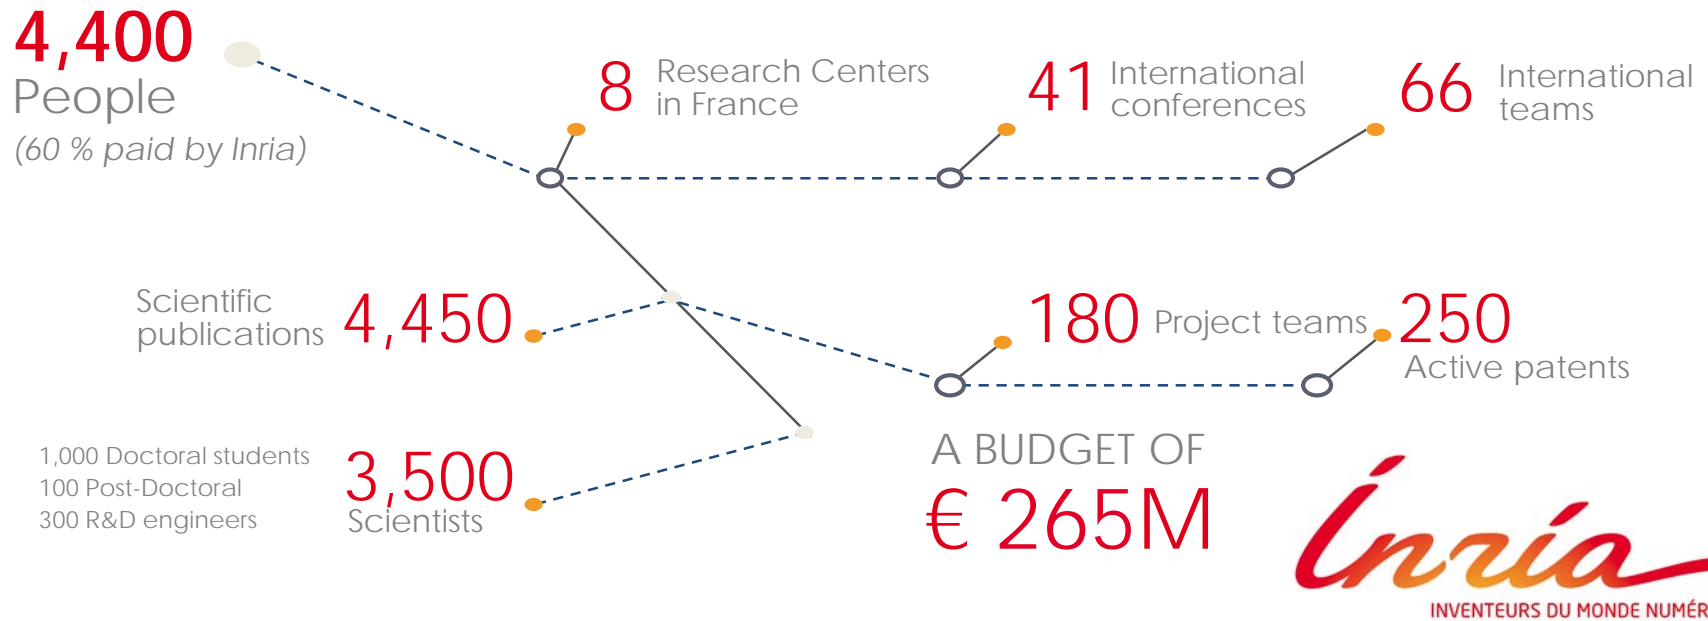 4,400
People
(60 % paid by Inria)
8
Research Centers
in France
41
International
conferences
66
International
teams
Scientific
publications
4,450
180
Project teams
250
Active patents
1,000 Doctoral students
100 Post-Doctoral
300 R&D engineers
3,500
Scientists
A BUDGET OF
€ 265M
Inria
INVENTEURS DU MONDE NUMÉR